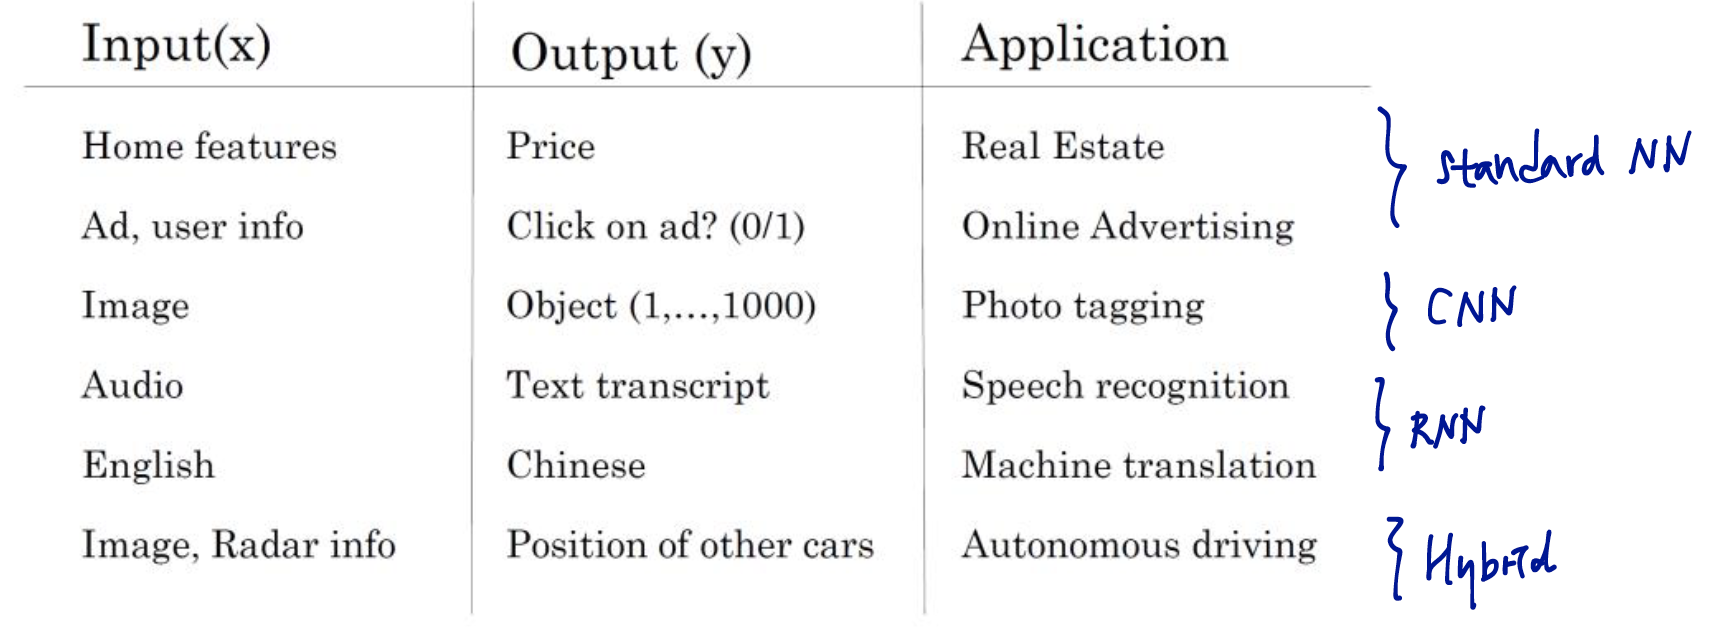 Input(x) Output (y) Application
Home features Price Real Estate
Standard NN
Ad, user info Click on ad? (0/1) Online Advertising
Image Object (1,...,1000) Photo tagging CNN
Audio Text transcript Speech recognition
RNN
English Chinese Machine translation
Image, Radar info Position of other cars Autonomous driving Hybrid